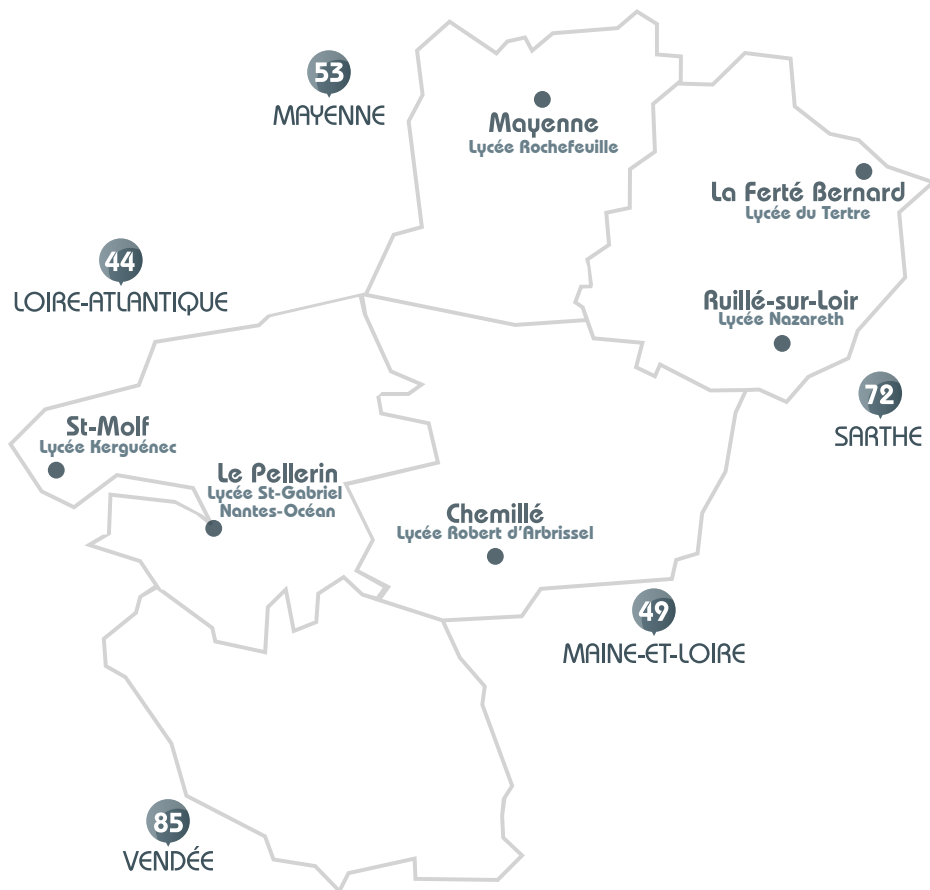 53
MAYENNE
Mayenne
Lycée Rochefeuille
La Ferté Bernard
Lycée du Tertre
44
LOIRE-ATLANTIQUE
Ruillé-sur-Loir
Lycée Nazareth
72
SARTHE
St-Molf
Lycée Kerguénec
Le Pellerin
Lycée St-Gabriel
Nantes-Océan
Chemillé
Lycée Robert d'Arbrissel
49
MAINE-ET-LOIRE
85
VENDÉE